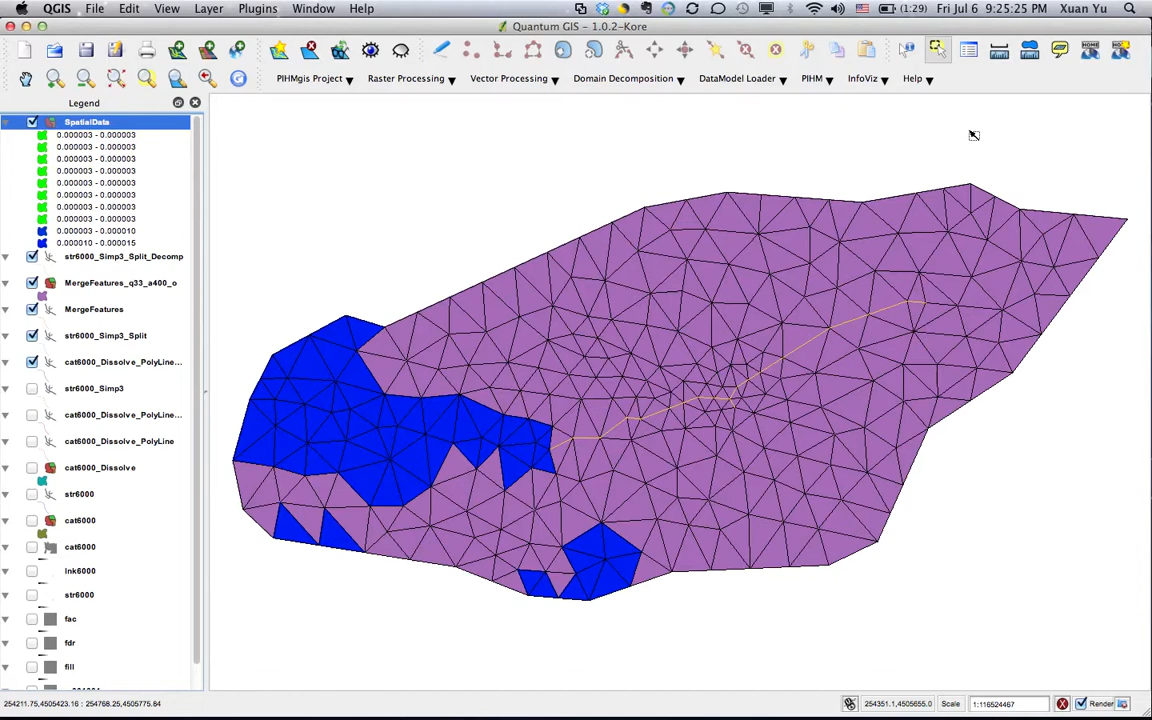 QGIS File Edit View Layer Plugins Window Help (1:29) Fri Jul 6 9:25:25 Xuan Yu
Quantum GIS - 1.0.2-Kore
PIHMgis Project Raster Processing Vector Processing Domain Decomposition DataModel Loader PIHM InfoViz Help
Legend
SpatialData
0.000003 - 0.000003
0.000003 - 0.000003
0.000003 - 0.000003
0.000003 - 0.000003
0.000003 - 0.000003
0.000003 - 0.000003
0.000003 - 0.000003
0.000003 - 0.000003
0.000003 - 0.000010
0.000010 - 0.000015
str6000_Simp3_Split_Decomp
MergeFeatures_q33_a400_o
MergeFeatures
str6000_Simp3_Split
cat6000_Dissolve_PolyLine...
str6000_Simp3
cat6000_Dissolve_PolyLine...
cat6000_Dissolve_PolyLine
cat6000_Dissolve
str6000
cat6000
cat6000
lnk6000
str6000
fac
fdr
fill
254211.75,4505423.16 : 254768.25,4505775.84 254351.1,4505655.0 Scale 1:116524467 Render